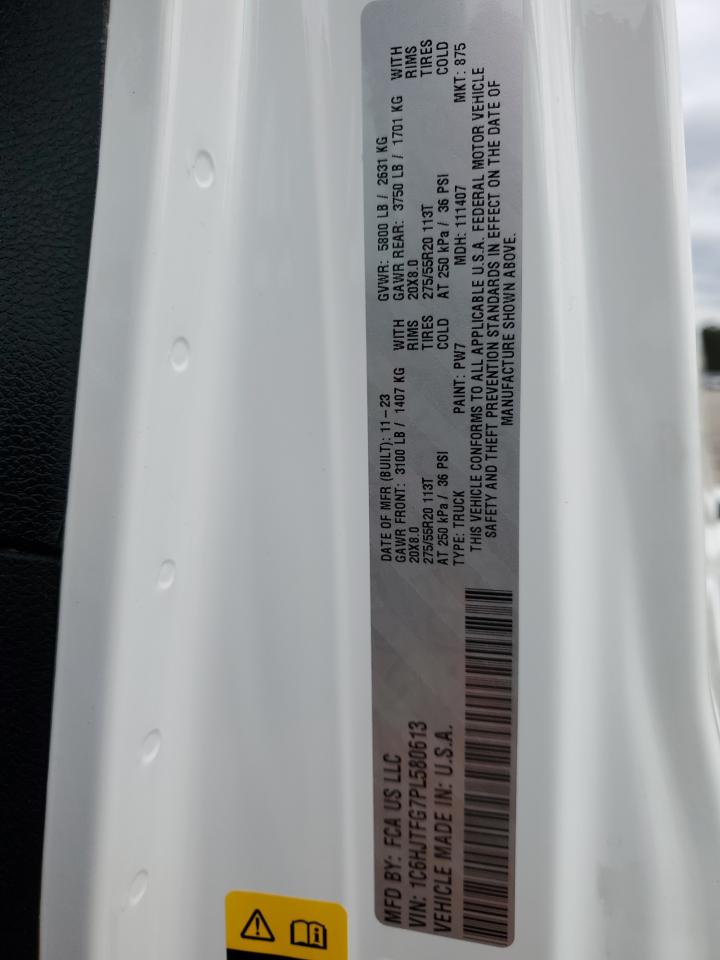 MFD BY: FCA US LLC
VIN: 1C6HJTFG7PL580613
VEHICLE MADE IN: U.S.A.
DATE OF MFR (BUILT): 11-23
GAWR FRONT: 3100 LB / 1407 KG WITH
20X8.0 RIMS
275/55R20 113T TIRES
AT 250 kPa / 36 PSI COLD
GVWR: 5800 LB / 2631 KG
GAWR REAR: 3750 LB / 1701 KG WITH
20X8.0 RIMS
275/55R20 113T TIRES
AT 250 kPa / 36 PSI COLD
TYPE: TRUCK PAINT: PW7 MDH: 111407 MKT: 875
THIS VEHICLE CONFORMS TO ALL APPLICABLE U.S.A. FEDERAL MOTOR VEHICLE
SAFETY AND THEFT PREVENTION STANDARDS IN EFFECT ON THE DATE OF
MANUFACTURE SHOWN ABOVE.